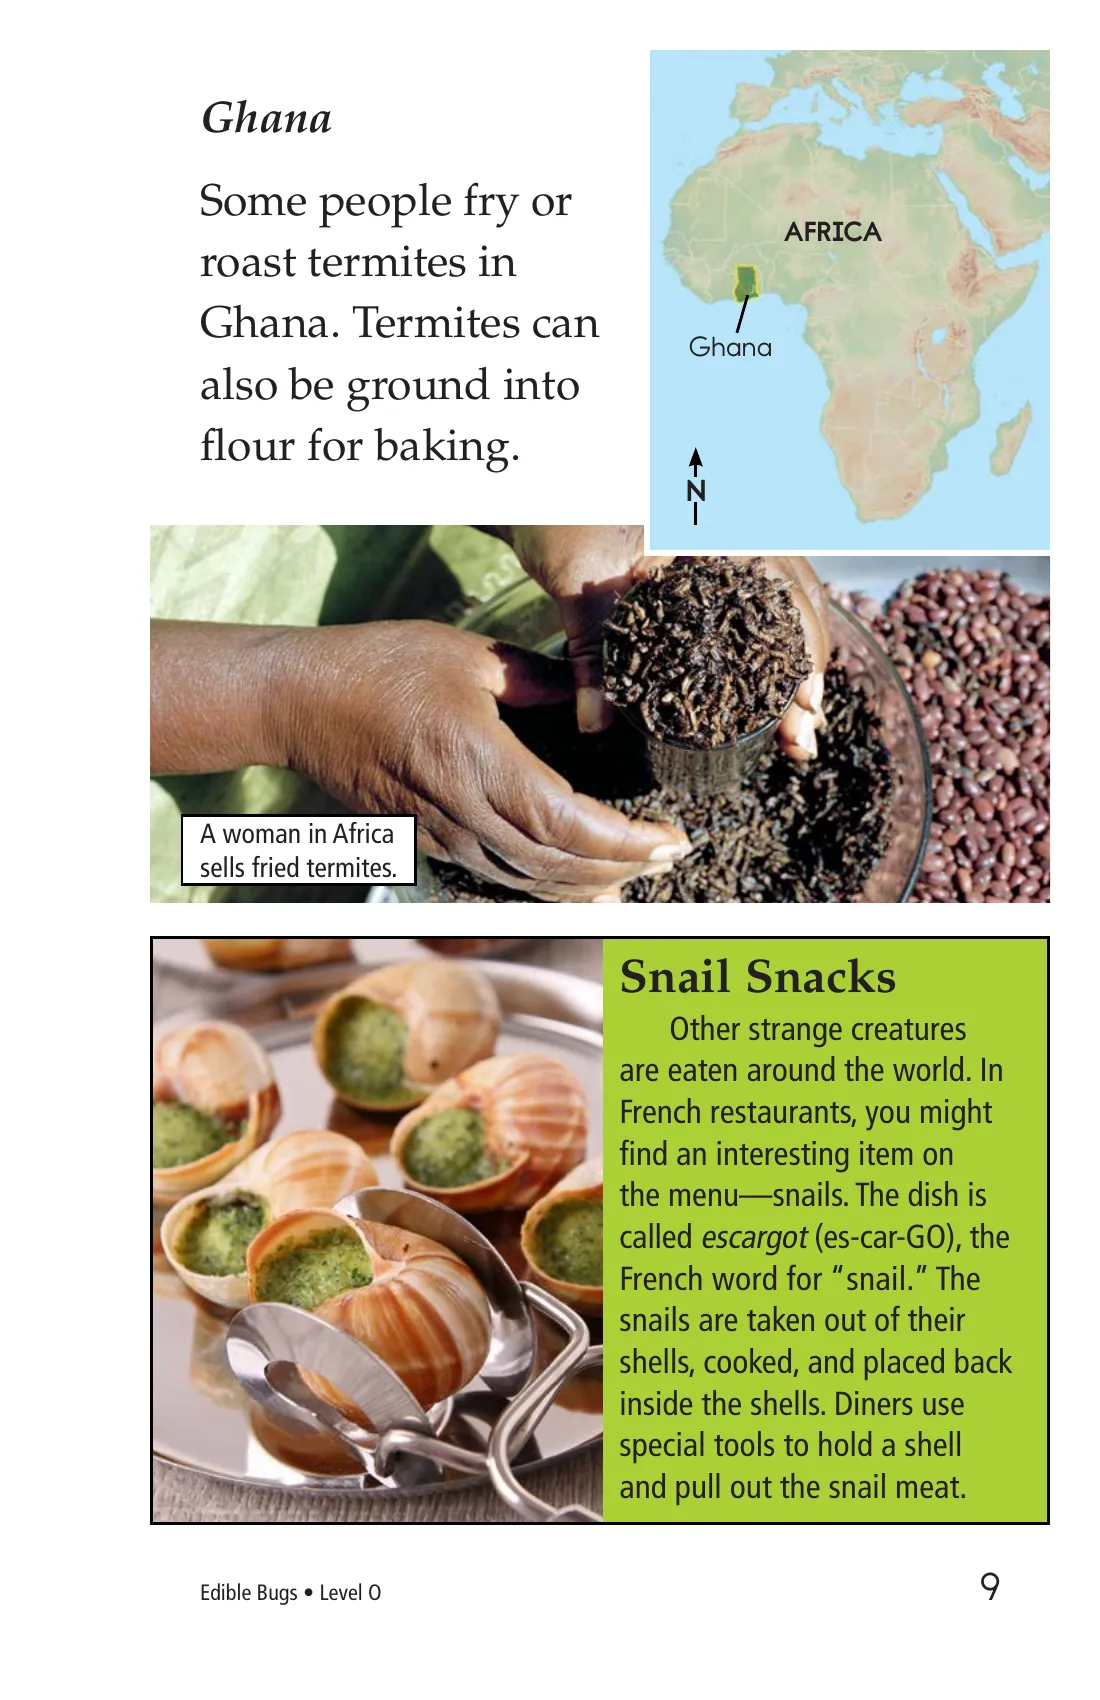 Ghana
Some people fry or
roast termites in
Ghana. Termites can
also be ground into
flour for baking.
AFRICA
Ghana
N
A woman in Africa
sells fried termites.
Snail Snacks
Other strange creatures
are eaten around the world. In
French restaurants, you might
find an interesting item on
the menu—snails. The dish is
called escargot (es-car-GO), the
French word for “snail.” The
snails are taken out of their
shells, cooked, and placed back
inside the shells. Diners use
special tools to hold a shell
and pull out the snail meat.
Edible Bugs • Level O
9